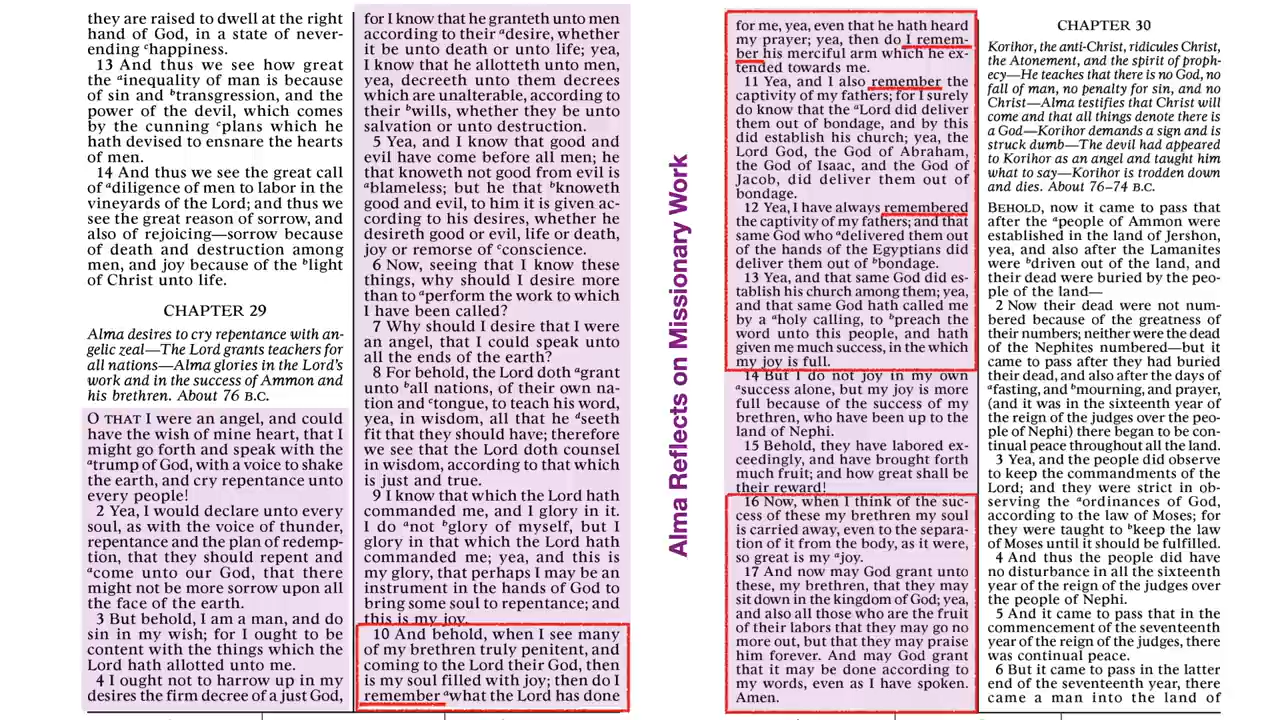 they are raised to dwell at the right
hand of God, in a state of never-
ending ᶜhappiness.
13 And thus we see how great
the ᵃinequality of man is because
of sin and ᵇtransgression, and the
power of the devil, which comes
by the cunning ᶜplans which he
hath devised to ensnare the hearts
of men.
14 And thus we see the great call
of ᵃdiligence of men to labor in the
vineyards of the Lord; and thus we
see the great reason of sorrow, and
also of rejoicing—sorrow because
of death and destruction among
men, and joy because of the ᵇlight
of Christ unto life.
CHAPTER 29
Alma desires to cry repentance with an-
gelic zeal—The Lord grants teachers for
all nations—Alma glories in the Lord's
work and in the success of Ammon and
his brethren. About 76 B.C.
O THAT I were an angel, and could
have the wish of mine heart, that I
might go forth and speak with the
ᵃtrump of God, with a voice to shake
the earth, and cry repentance unto
every people!
2 Yea, I would declare unto every
soul, as with the voice of thunder,
repentance and the plan of redemp-
tion, that they should repent and
ᵃcome unto our God, that there
might not be more sorrow upon all
the face of the earth.
3 But behold, I am a man, and do
sin in my wish; for I ought to be
content with the things which the
Lord hath allotted unto me.
4 I ought not to harrow up in my
desires the firm decree of a just God,
for I know that he granteth unto men
according to their ᵃdesire, whether
it be unto death or unto life; yea,
I know that he allotteth unto men,
yea, decreeth unto them decrees
which are unalterable, according to
their ᵇwills, whether they be unto
salvation or unto destruction.
5 Yea, and I know that good and
evil have come before all men; he
that knoweth not good from evil is
ᵃblameless; but he that ᵇknoweth
good and evil, to him it is given ac-
cording to his desires, whether he
desireth good or evil, life or death,
joy or remorse of ᶜconscience.
6 Now, seeing that I know these
things, why should I desire more
than to ᵃperform the work to which
I have been called?
7 Why should I desire that I were
an angel, that I could speak unto
all the ends of the earth?
8 For behold, the Lord doth ᵃgrant
unto ᵇall nations, of their own na-
tion and ᶜtongue, to teach his word,
yea, in wisdom, all that he ᵈseeth
fit that they should have; therefore
we see that the Lord doth counsel
in wisdom, according to that which
is just and true.
9 I know that which the Lord hath
commanded me, and I glory in it.
I do ᵃnot ᵇglory of myself, but I
glory in that which the Lord hath
commanded me; yea, and this is
my glory, that perhaps I may be an
instrument in the hands of God to
bring some soul to repentance; and
this is my joy.
10 And behold, when I see many
of my brethren truly penitent, and
coming to the Lord their God, then
is my soul filled with joy; then do I
remember ᵃwhat the Lord has done
Alma Reflects on Missionary Work
for me, yea, even that he hath heard
my prayer; yea, then do I remem-
ber his merciful arm which he ex-
tended towards me.
11 Yea, and I also remember the
captivity of my fathers; for I surely
do know that the ᵃLord did deliver
them out of bondage, and by this
did establish his church; yea, the
Lord God, the God of Abraham,
the God of Isaac, and the God of
Jacob, did deliver them out of
bondage.
12 Yea, I have always remembered
the captivity of my fathers; and that
same God who ᵃdelivered them out
of the hands of the Egyptians did
deliver them out of ᵇbondage.
13 Yea, and that same God did es-
tablish his church among them; yea,
and that same God hath called me
by a ᵃholy calling, to ᵇpreach the
word unto this people, and hath
given me much success, in the which
my joy is full.
14 But I do not joy in my own
ᵃsuccess alone, but my joy is more
full because of the success of my
brethren, who have been up to the
land of Nephi.
15 Behold, they have labored ex-
ceedingly, and have brought forth
much fruit; and how great shall be
their reward!
16 Now, when I think of the suc-
cess of these my brethren my soul
is carried away, even to the separa-
tion of it from the body, as it were,
so great is my ᵃjoy.
17 And now may God grant unto
these, my brethren, that they may
sit down in the kingdom of God; yea,
and also all those who are the fruit
of their labors that they may go no
more out, but that they may praise
him forever. And may God grant
that it may be done according to
my words, even as I have spoken.
Amen.
CHAPTER 30
Korihor, the anti-Christ, ridicules Christ,
the Atonement, and the spirit of proph-
ecy—He teaches that there is no God, no
fall of man, no penalty for sin, and no
Christ—Alma testifies that Christ will
come and that all things denote there is
a God—Korihor demands a sign and is
struck dumb—The devil had appeared
to Korihor as an angel and taught him
what to say—Korihor is trodden down
and dies. About 76–74 B.C.
BEHOLD, now it came to pass that
after the ᵃpeople of Ammon were
established in the land of Jershon,
yea, and also after the Lamanites
were ᵇdriven out of the land, and
their dead were buried by the peo-
ple of the land—
2 Now their dead were not num-
bered because of the greatness of
their numbers; neither were the dead
of the Nephites numbered—but it
came to pass after they had buried
their dead, and also after the days of
ᵃfasting, and ᵇmourning, and prayer,
(and it was in the sixteenth year of
the reign of the judges over the peo-
ple of Nephi) there began to be con-
tinual peace throughout all the land.
3 Yea, and the people did observe
to keep the commandments of the
Lord; and they were strict in ob-
serving the ᵃordinances of God,
according to the law of Moses; for
they were taught to ᵇkeep the law
of Moses until it should be fulfilled.
4 And thus the people did have
no disturbance in all the sixteenth
year of the reign of the judges over
the people of Nephi.
5 And it came to pass that in the
commencement of the seventeenth
year of the reign of the judges, there
was continual peace.
6 But it came to pass in the latter
end of the seventeenth year, there
came a man into the land of